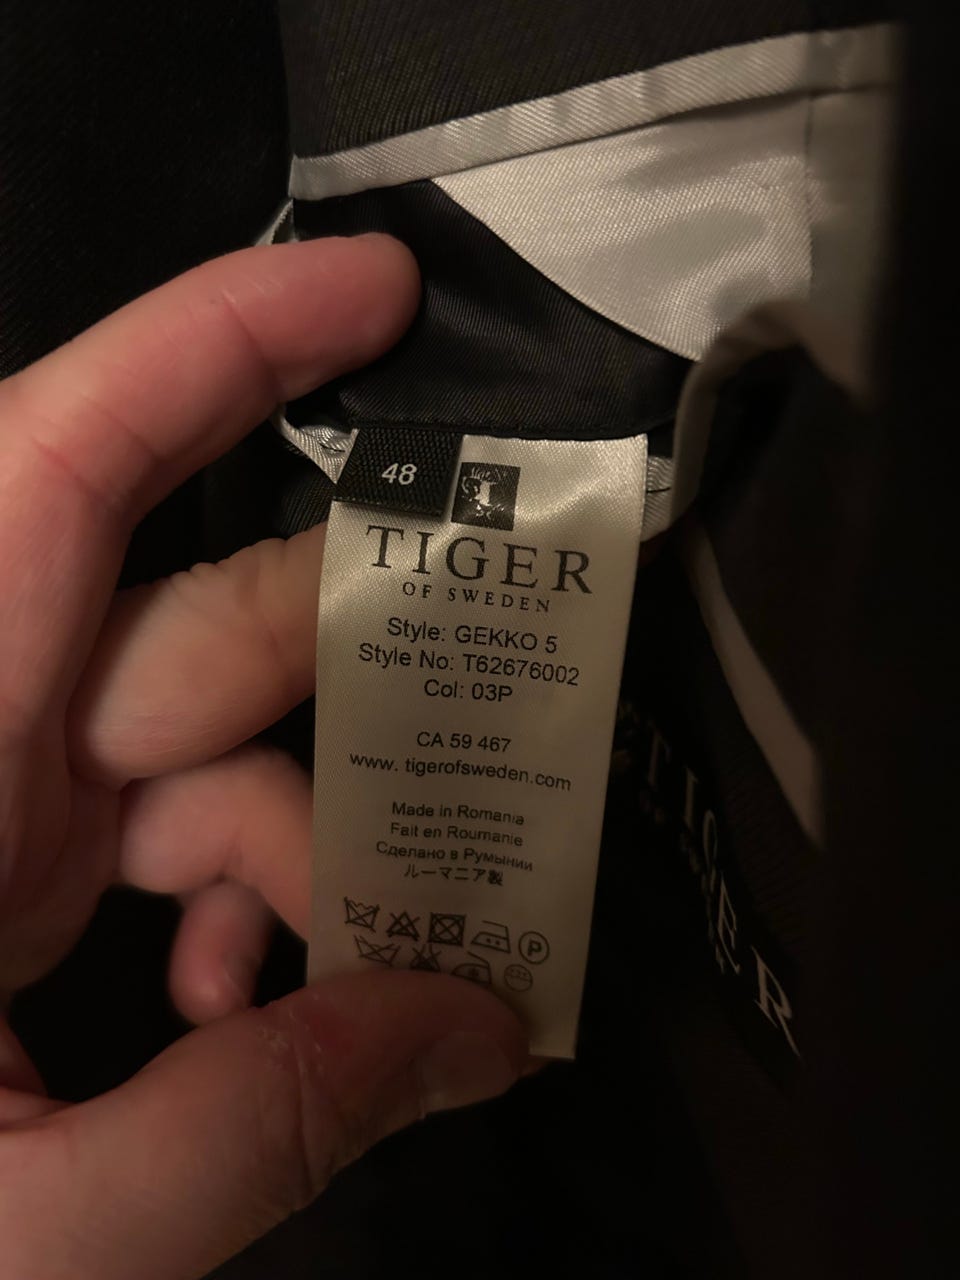 48
TIGER
OF SWEDEN
Style: GEKKO 5
Style No: T62676002
Col: 03P
CA 59 467
www. tigerofsweden.com
Made in Romania
Fait en Roumanie
Сделано в Румынии
ルーマニア製
P
TIGER